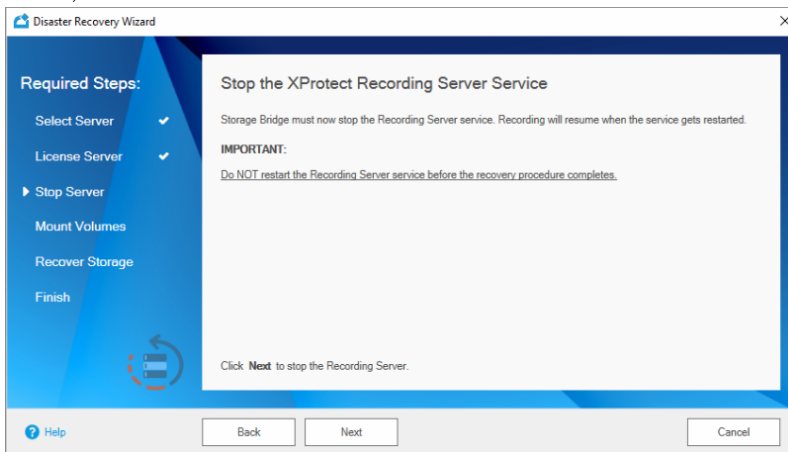 Disaster Recovery Wizard
Required Steps:
Select Server
License Server
Stop Server
Mount Volumes
Recover Storage
Finish
Stop the XProtect Recording Server Service
Storage Bridge must now stop the Recording Server service. Recording will resume when the service gets restarted.
IMPORTANT:
Do NOT restart the Recording Server service before the recovery procedure completes.
Click Next to stop the Recording Server.
Help
Back
Next
Cancel